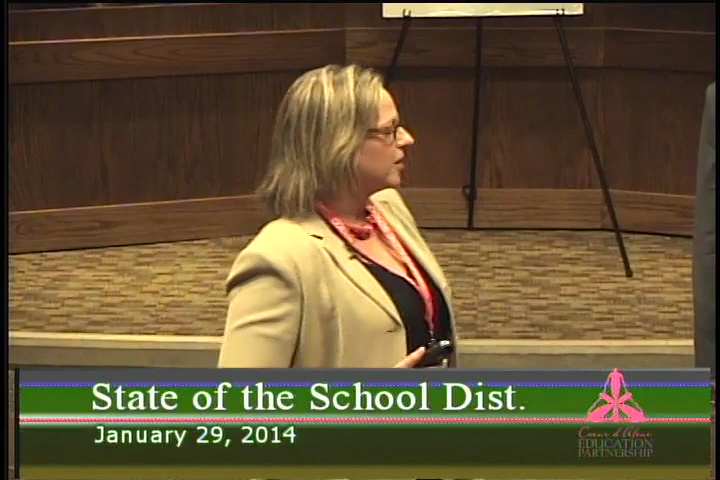 State of the School Dist.
January 29, 2014
Coeur d'Alene
EDUCATION
PARTNERSHIP